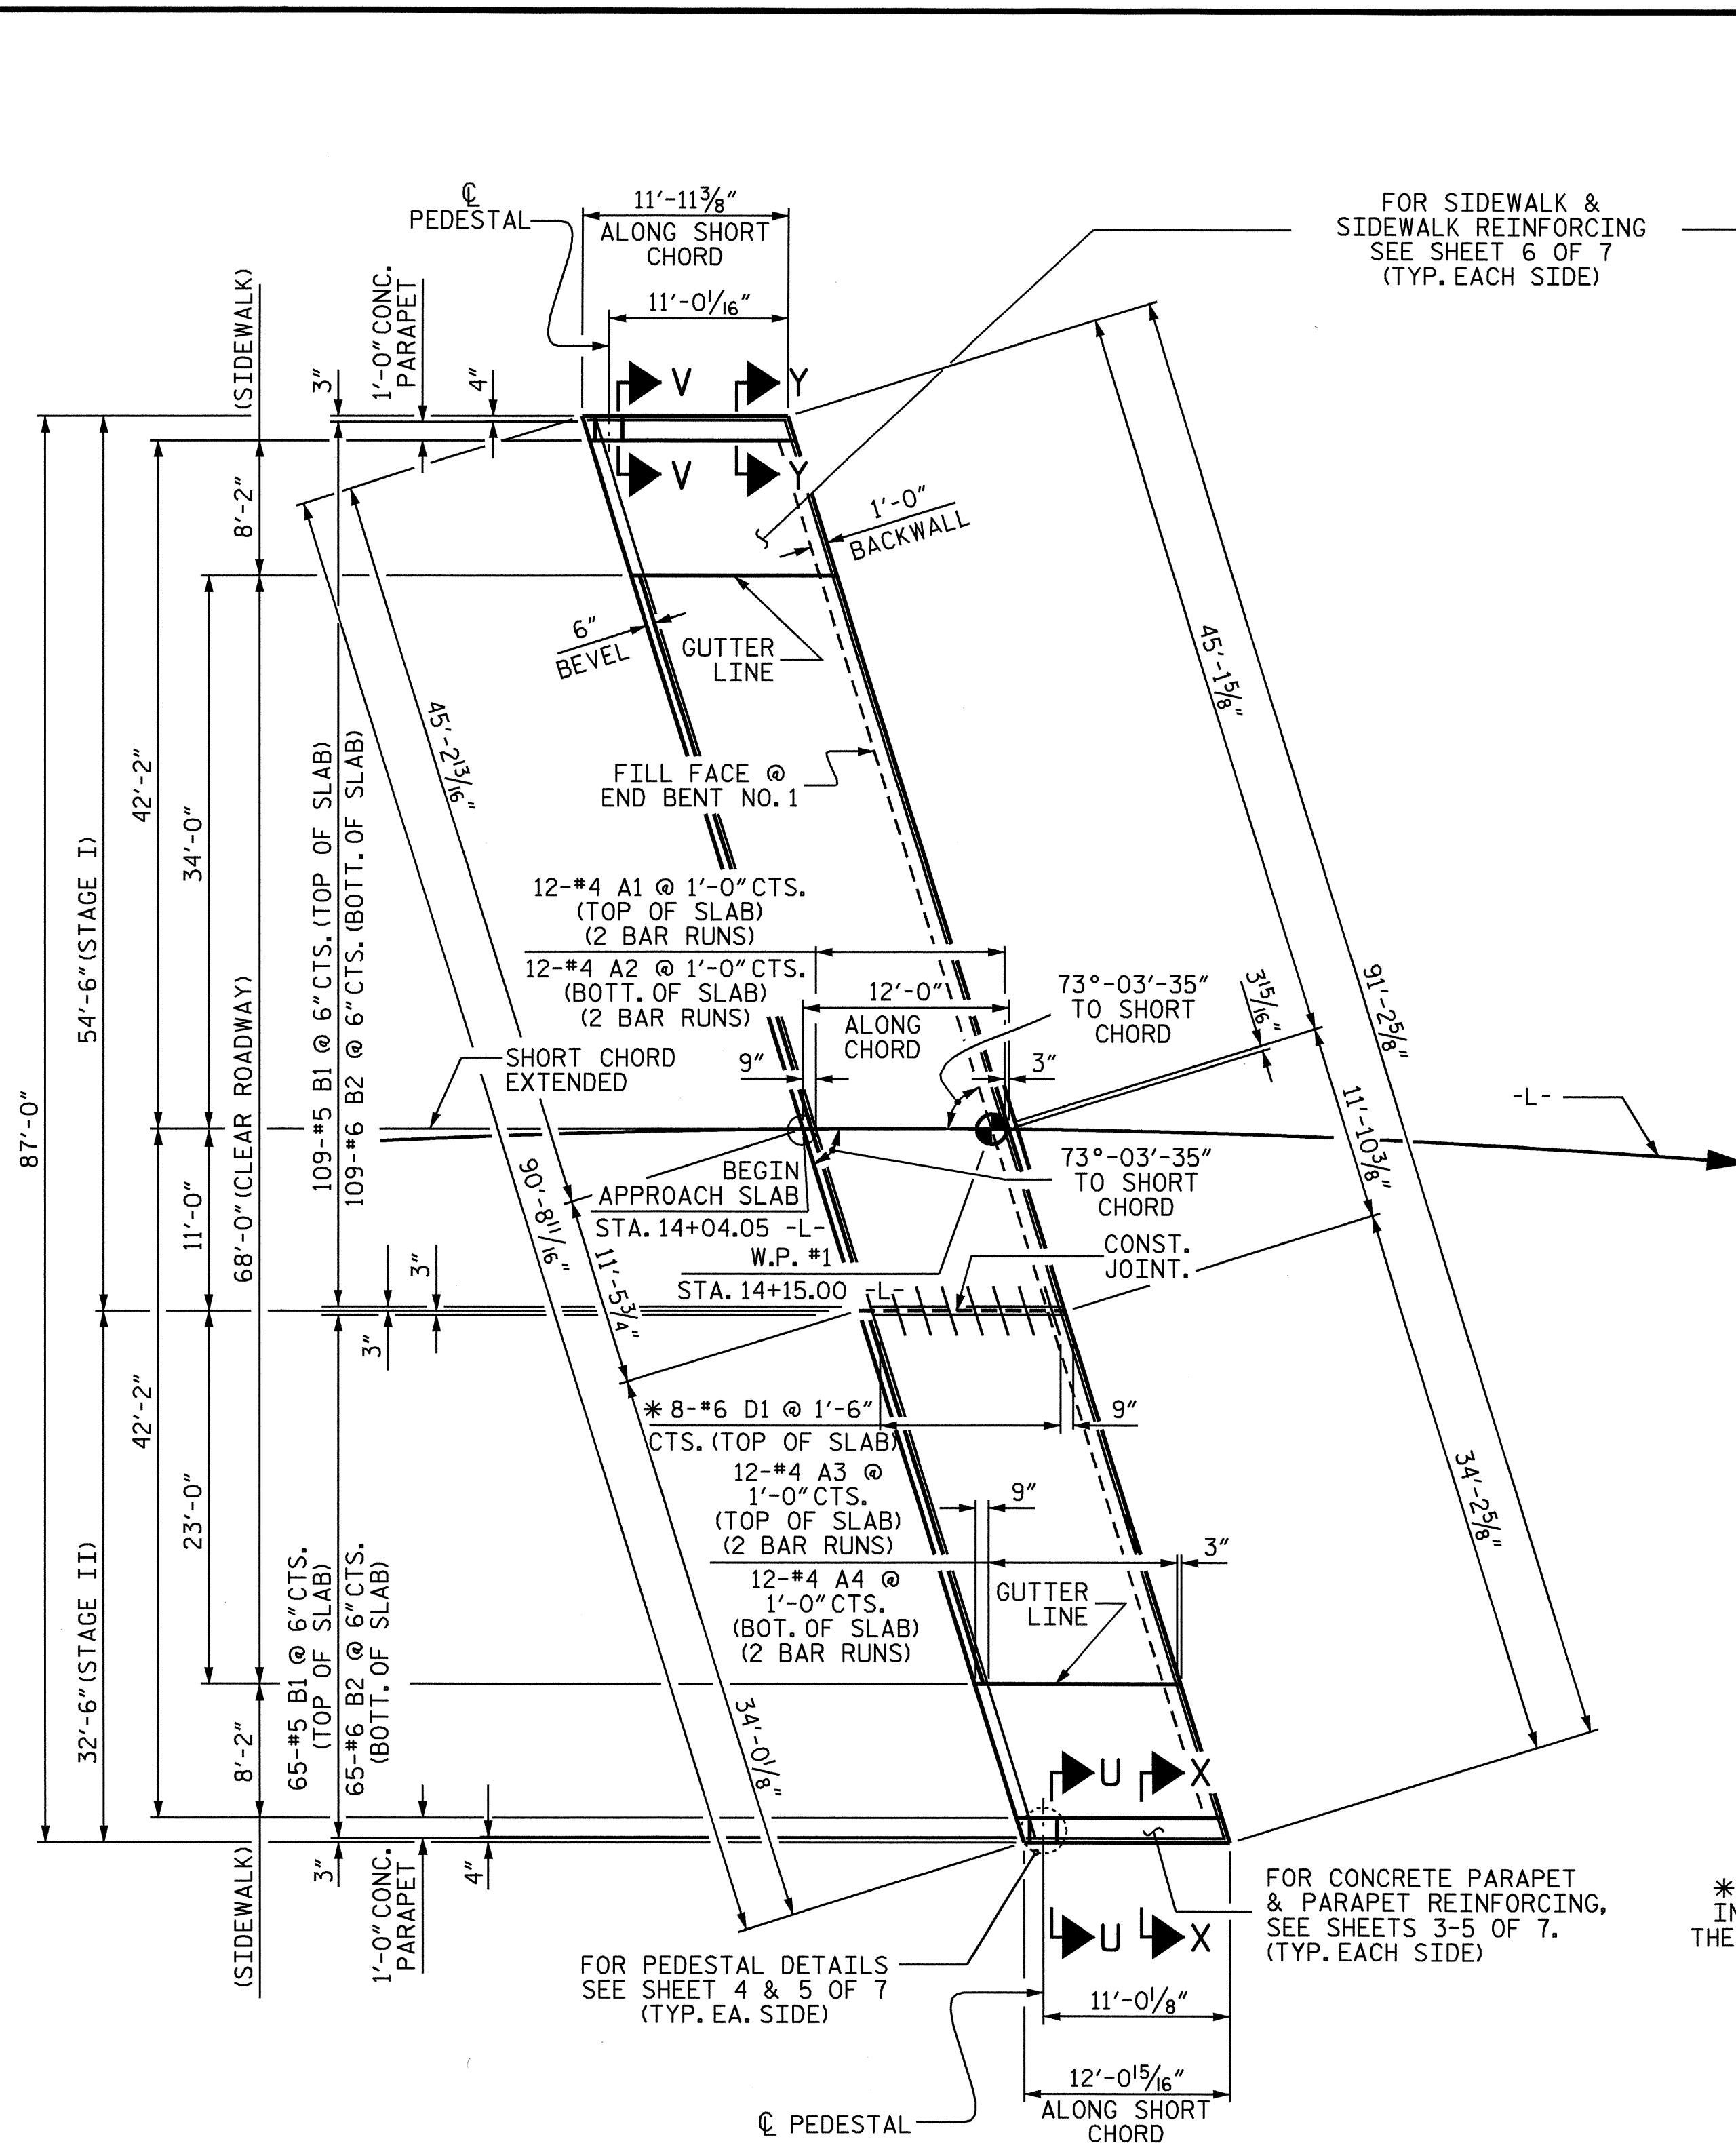 ℄
PEDESTAL
11'-11⅜"
ALONG SHORT
CHORD
11'-0 1/16"
FOR SIDEWALK &
SIDEWALK REINFORCING
SEE SHEET 6 OF 7
(TYP. EACH SIDE)
(SIDEWALK)
3"
1'-0" CONC.
PARAPET
4"
V
Y
V
Y
8'-2"
1'-0"
BACKWALL
6"
BEVEL
GUTTER
LINE
45'-1⅝"
45'-2 13/16"
FILL FACE @
END BENT NO. 1
42'-2"
34'-0"
54'-6" (STAGE I)
87'-0"
68'-0" (CLEAR ROADWAY)
109-#5 B1 @ 6" CTS. (TOP OF SLAB)
109-#6 B2 @ 6" CTS. (BOTT. OF SLAB)
12-#4 A1 @ 1'-0" CTS.
(TOP OF SLAB)
(2 BAR RUNS)
12-#4 A2 @ 1'-0" CTS.
(BOTT. OF SLAB)
(2 BAR RUNS)
12'-0"
ALONG
CHORD
73°-03'-35"
TO SHORT
CHORD
3 15/16"
91'-2⅝"
SHORT CHORD
EXTENDED
9"
3"
-L-
11'-10⅜"
73°-03'-35"
TO SHORT
CHORD
BEGIN
APPROACH SLAB
STA. 14+04.05 -L-
W.P. #1
STA. 14+15.00 -L-
CONST.
JOINT.
90'-8 11/16"
11'-5¾"
11'-0"
3"
3"
42'-2"
23'-0"
32'-6" (STAGE II)
65-#5 B1 @ 6" CTS.
(TOP OF SLAB)
65-#6 B2 @ 6" CTS.
(BOTT. OF SLAB)
* 8-#6 D1 @ 1'-6"
CTS. (TOP OF SLAB)
9"
12-#4 A3 @
1'-0" CTS.
(TOP OF SLAB)
(2 BAR RUNS)
12-#4 A4 @
1'-0" CTS.
(BOT. OF SLAB)
(2 BAR RUNS)
9"
3"
GUTTER
LINE
34'-2⅝"
34'-0⅛"
8'-2"
U
X
(SIDEWALK)
3"
1'-0" CONC.
PARAPET
4"
U
X
FOR CONCRETE PARAPET
& PARAPET REINFORCING,
SEE SHEETS 3-5 OF 7.
(TYP. EACH SIDE)
*
IN
THE
FOR PEDESTAL DETAILS
SEE SHEET 4 & 5 OF 7
(TYP. EA. SIDE)
11'-0⅛"
12'-0 15/16"
ALONG SHORT
CHORD
℄ PEDESTAL